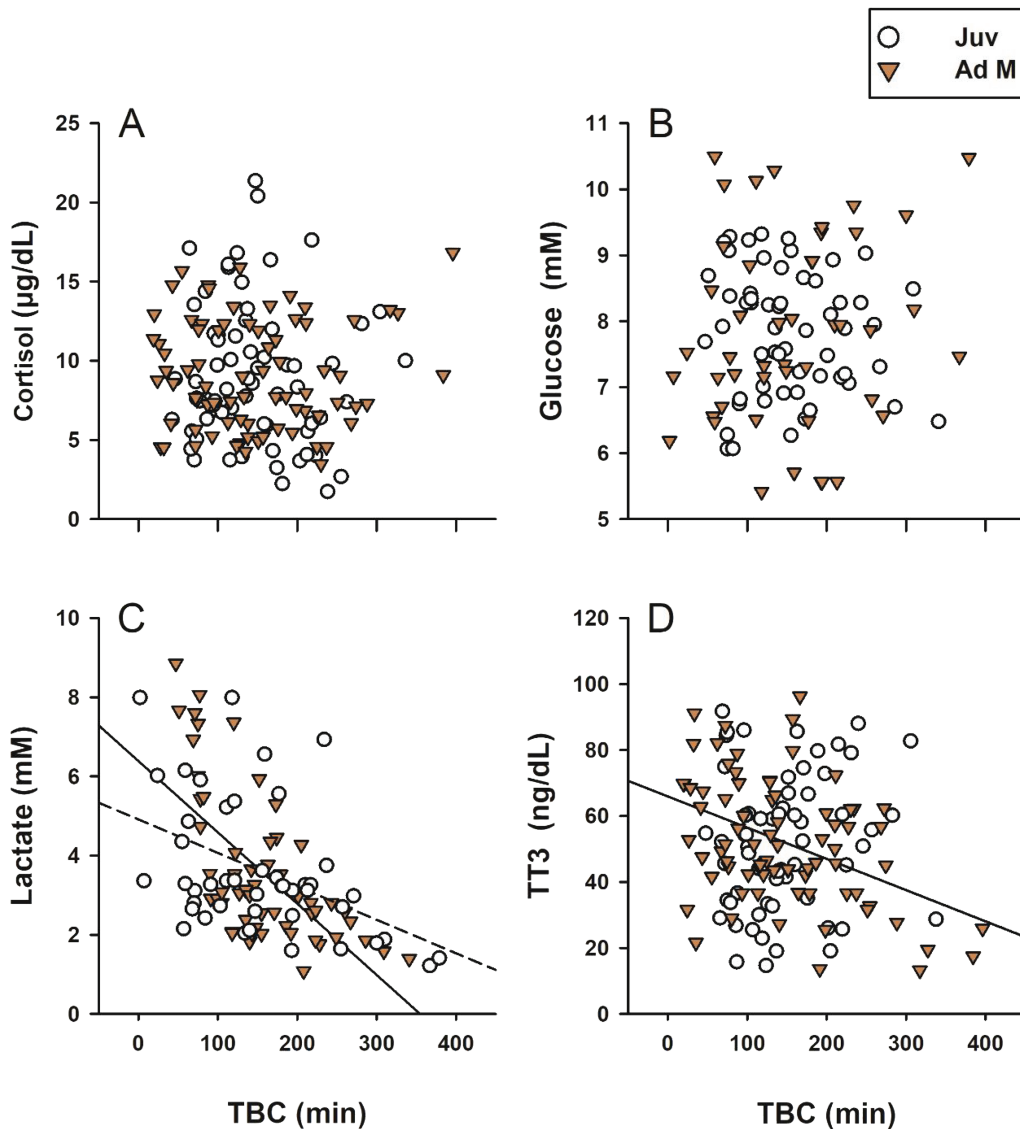 Juv
Ad M
A
25
20
15
10
5
0
Cortisol (µg/dL)
B
11
10
9
8
7
6
5
Glucose (mM)
C
10
8
6
4
2
0
Lactate (mM)
0 100 200 300 400
TBC (min)
D
120
100
80
60
40
20
0
TT3 (ng/dL)
0 100 200 300 400
TBC (min)